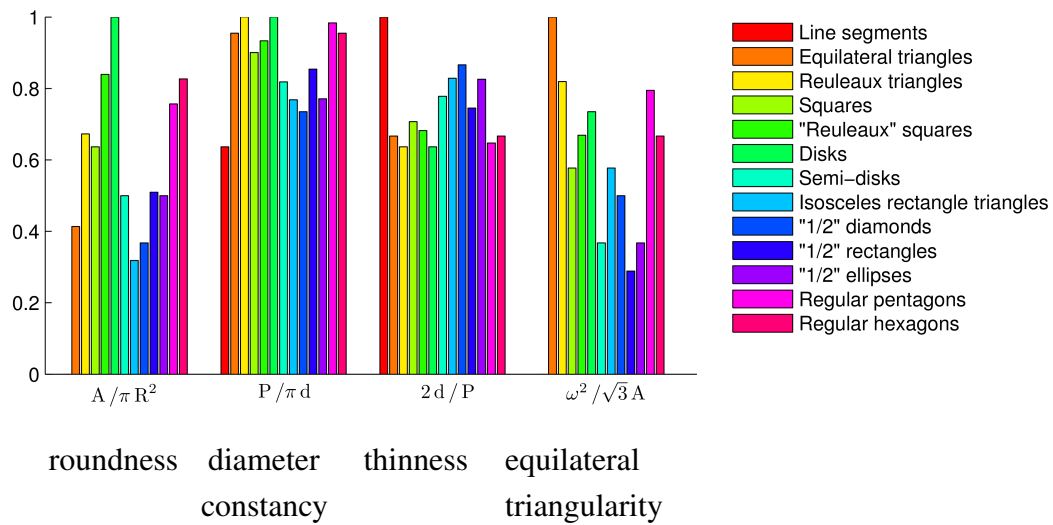 1
0.8
0.6
0.4
0.2
0
A / π R²
P / π d
2 d / P
ω² / √3 A
roundness diameter thinness equilateral
constancy triangularity
Line segments
Equilateral triangles
Reuleaux triangles
Squares
"Reuleaux" squares
Disks
Semi−disks
Isosceles rectangle triangles
"1/2" diamonds
"1/2" rectangles
"1/2" ellipses
Regular pentagons
Regular hexagons